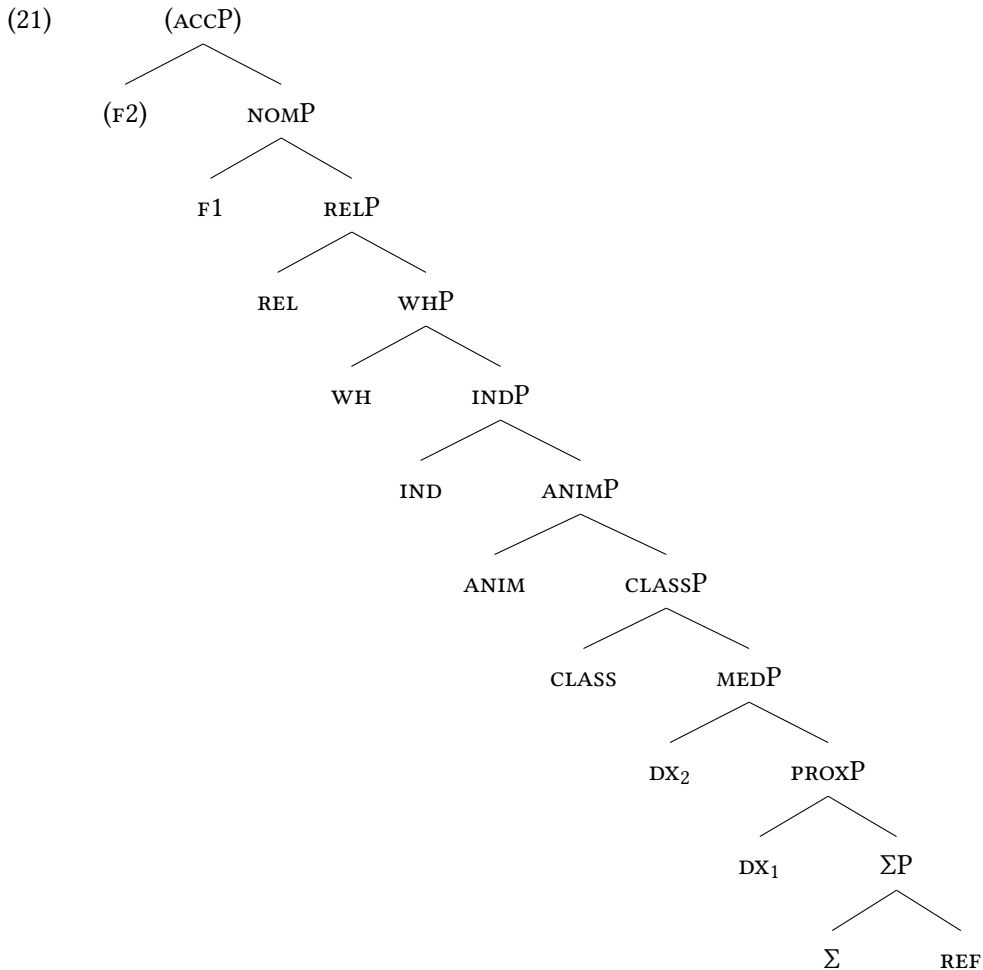 (21) (ACCP)
(F2) NOMP
F1 RELP
REL WHP
WH INDP
IND ANIMP
ANIM CLASSP
CLASS MEDP
DX₂ PROXP
DX₁ ΣP
Σ REF